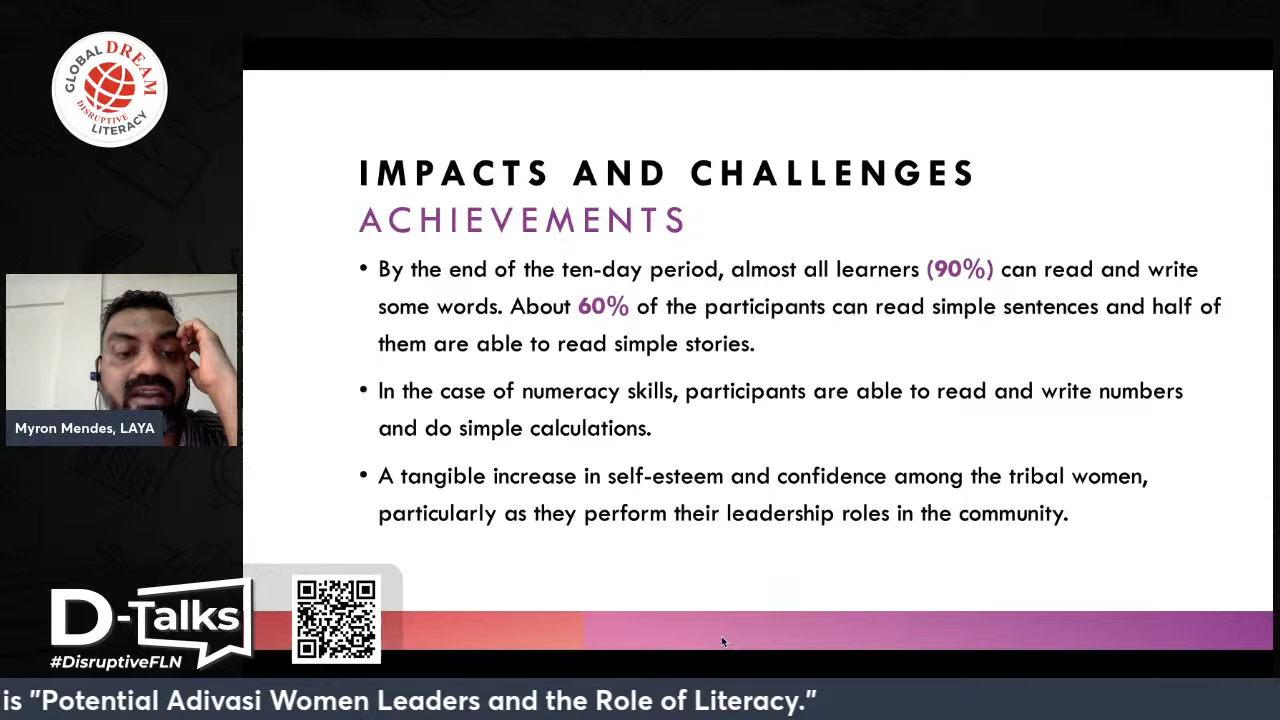 GLOBAL DREAM
DISRUPTIVE
LITERACY
IMPACTS AND CHALLENGES
ACHIEVEMENTS
• By the end of the ten-day period, almost all learners (90%) can read and write
some words. About 60% of the participants can read simple sentences and half of
them are able to read simple stories.
• In the case of numeracy skills, participants are able to read and write numbers
and do simple calculations.
• A tangible increase in self-esteem and confidence among the tribal women,
particularly as they perform their leadership roles in the community.
Myron Mendes, LAYA
D-Talks
#DisruptiveFLN
is "Potential Adivasi Women Leaders and the Role of Literacy."